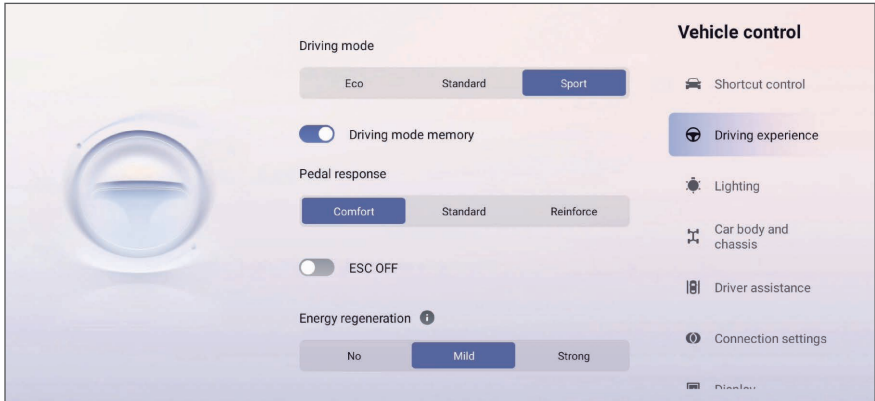 Vehicle control
Driving mode
Eco Standard Sport
Driving mode memory
Pedal response
Comfort Standard Reinforce
ESC OFF
Energy regeneration
No Mild Strong
Shortcut control
Driving experience
Lighting
Car body and
chassis
Driver assistance
Connection settings
Display